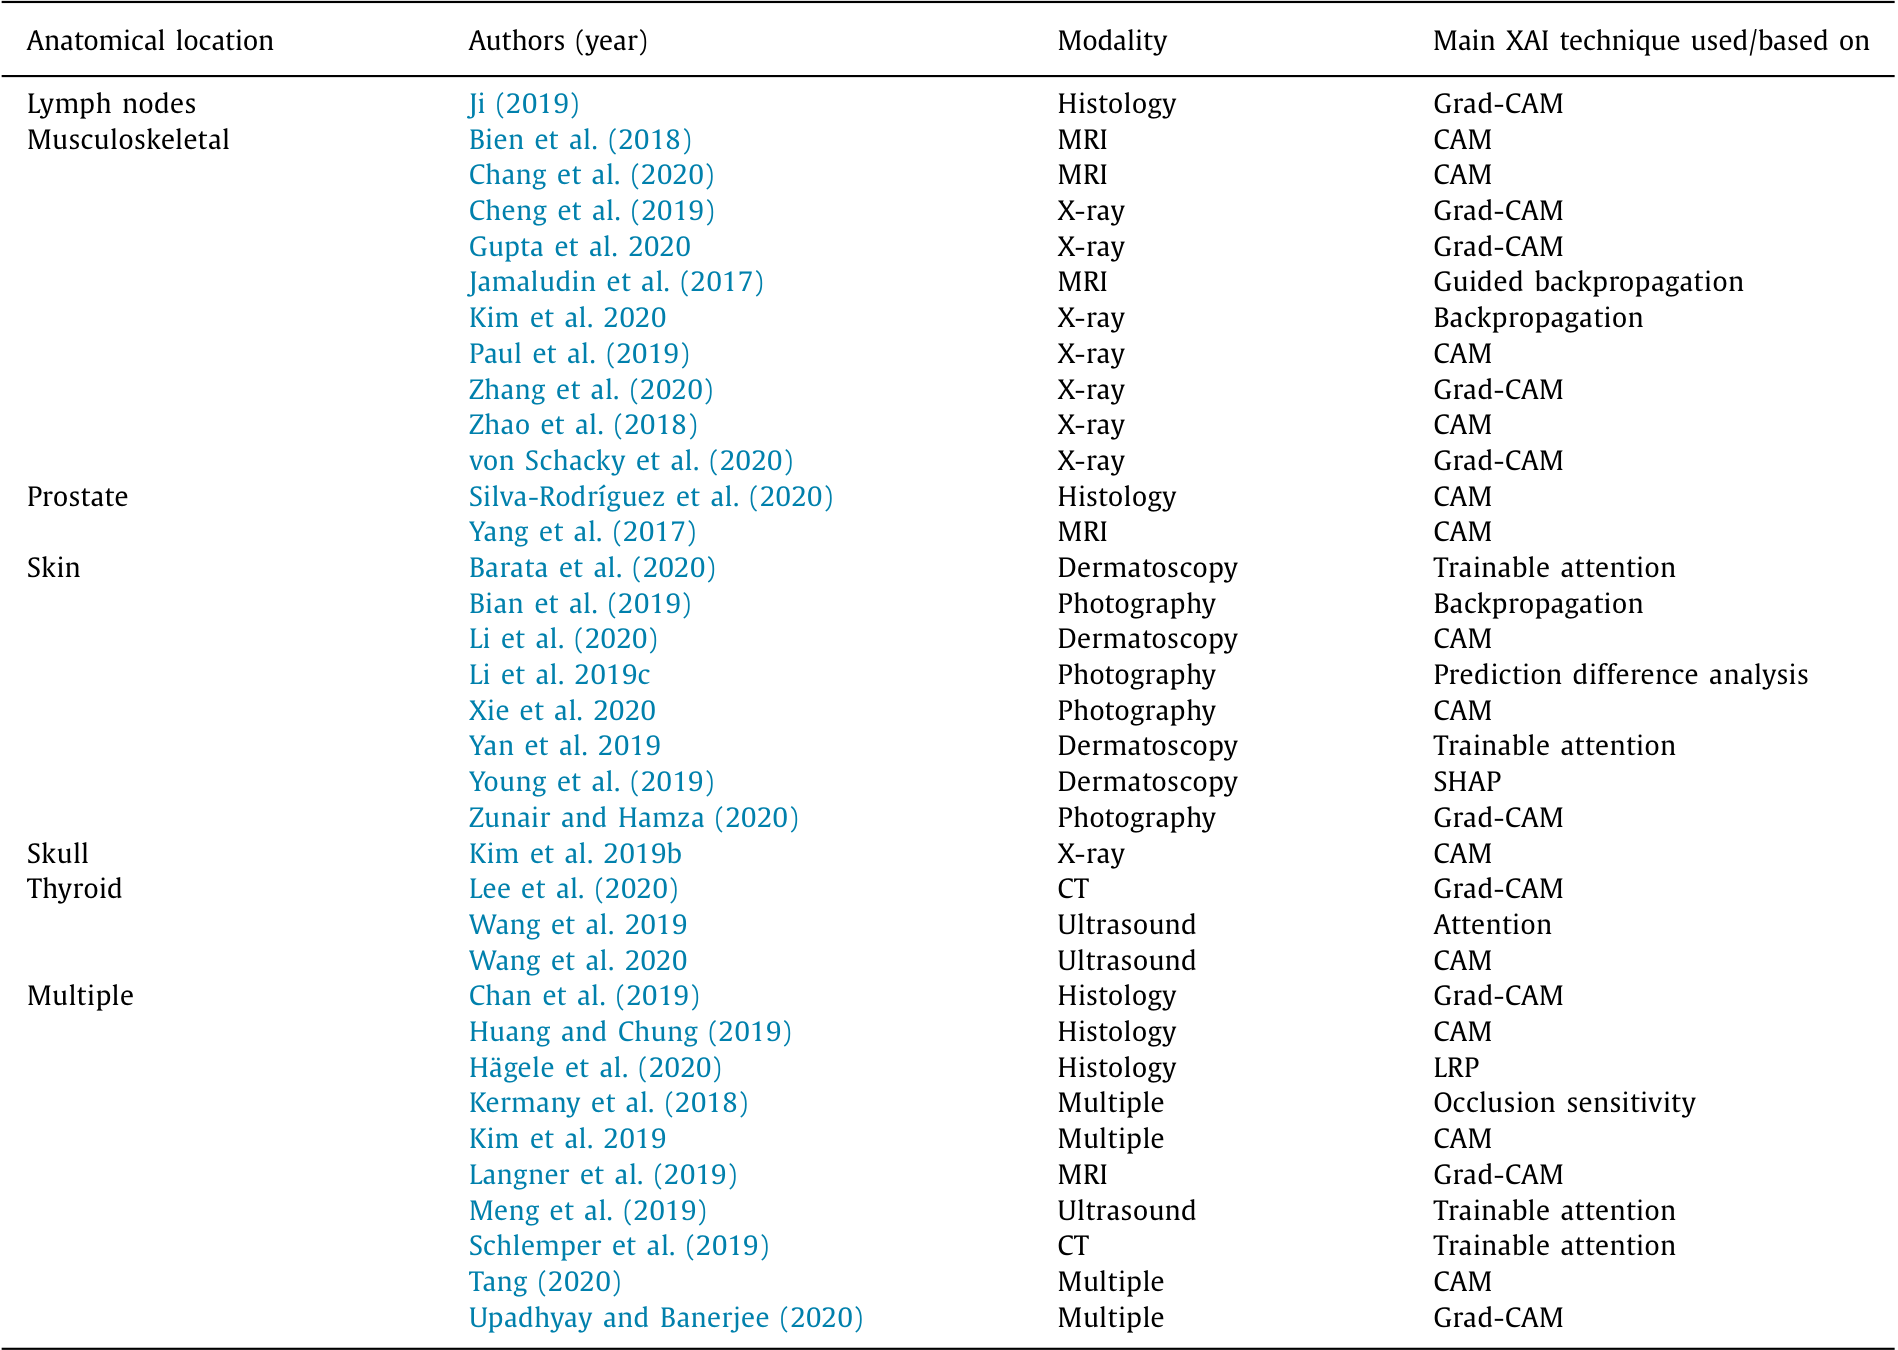 Anatomical location Authors (year) Modality Main XAI technique used/based on
Lymph nodes Ji (2019) Histology Grad-CAM
Musculoskeletal Bien et al. (2018) MRI CAM
Chang et al. (2020) MRI CAM
Cheng et al. (2019) X-ray Grad-CAM
Gupta et al. 2020 X-ray Grad-CAM
Jamaludin et al. (2017) MRI Guided backpropagation
Kim et al. 2020 X-ray Backpropagation
Paul et al. (2019) X-ray CAM
Zhang et al. (2020) X-ray Grad-CAM
Zhao et al. (2018) X-ray CAM
von Schacky et al. (2020) X-ray Grad-CAM
Prostate Silva-Rodríguez et al. (2020) Histology CAM
Yang et al. (2017) MRI CAM
Skin Barata et al. (2020) Dermatoscopy Trainable attention
Bian et al. (2019) Photography Backpropagation
Li et al. (2020) Dermatoscopy CAM
Li et al. 2019c Photography Prediction difference analysis
Xie et al. 2020 Photography CAM
Yan et al. 2019 Dermatoscopy Trainable attention
Young et al. (2019) Dermatoscopy SHAP
Zunair and Hamza (2020) Photography Grad-CAM
Skull Kim et al. 2019b X-ray CAM
Thyroid Lee et al. (2020) CT Grad-CAM
Wang et al. 2019 Ultrasound Attention
Wang et al. 2020 Ultrasound CAM
Multiple Chan et al. (2019) Histology Grad-CAM
Huang and Chung (2019) Histology CAM
Hägele et al. (2020) Histology LRP
Kermany et al. (2018) Multiple Occlusion sensitivity
Kim et al. 2019 Multiple CAM
Langner et al. (2019) MRI Grad-CAM
Meng et al. (2019) Ultrasound Trainable attention
Schlemper et al. (2019) CT Trainable attention
Tang (2020) Multiple CAM
Upadhyay and Banerjee (2020) Multiple Grad-CAM